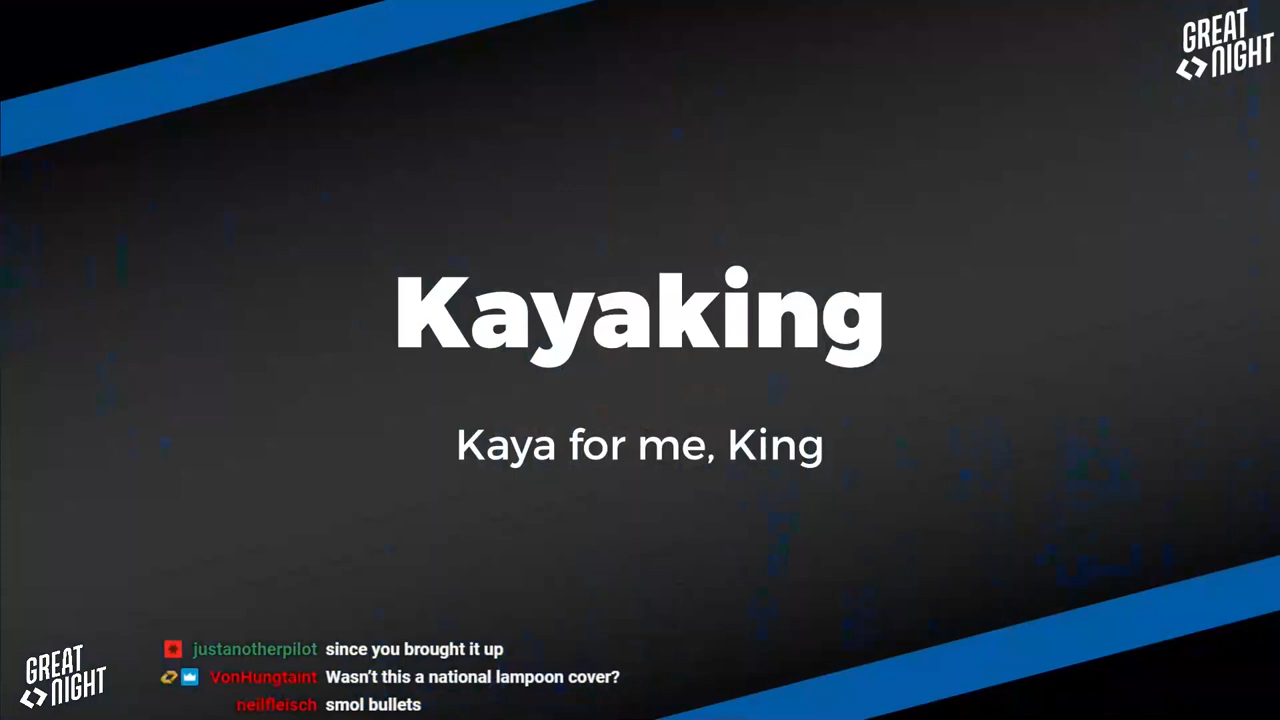 GREAT
NIGHT
Kayaking
Kaya for me, King
GREAT
NIGHT
justanotherpilot since you brought it up
VonHungtaint Wasn't this a national lampoon cover?
neilfleisch smol bullets